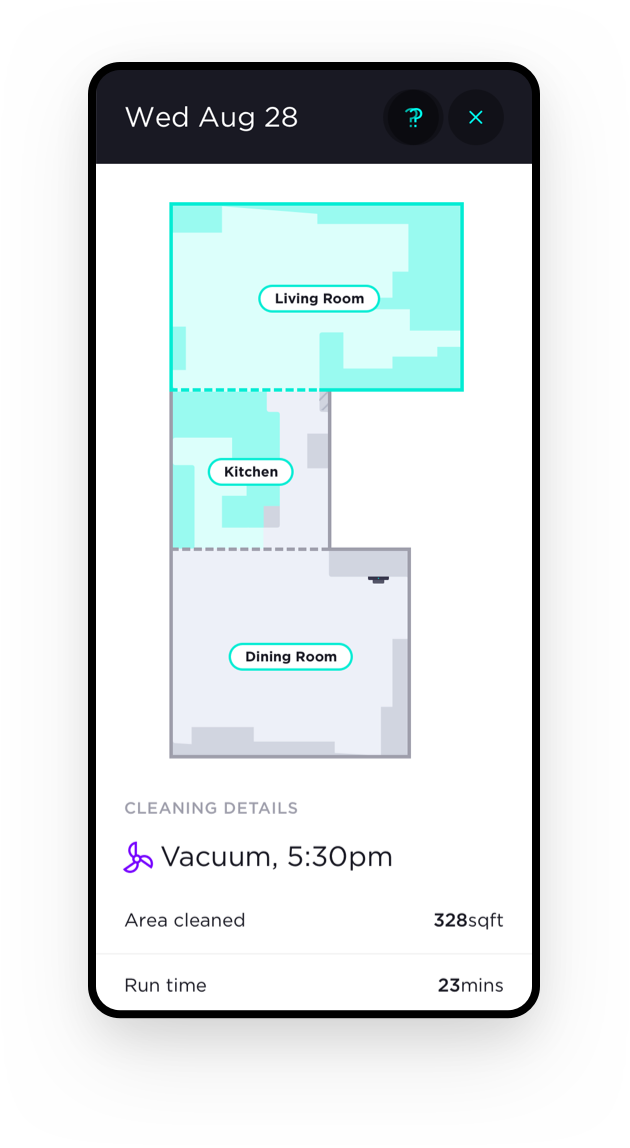 Wed Aug 28
?
Living Room
Kitchen
Dining Room
CLEANING DETAILS
Vacuum, 5:30pm
Area cleaned 328sqft
Run time 23mins